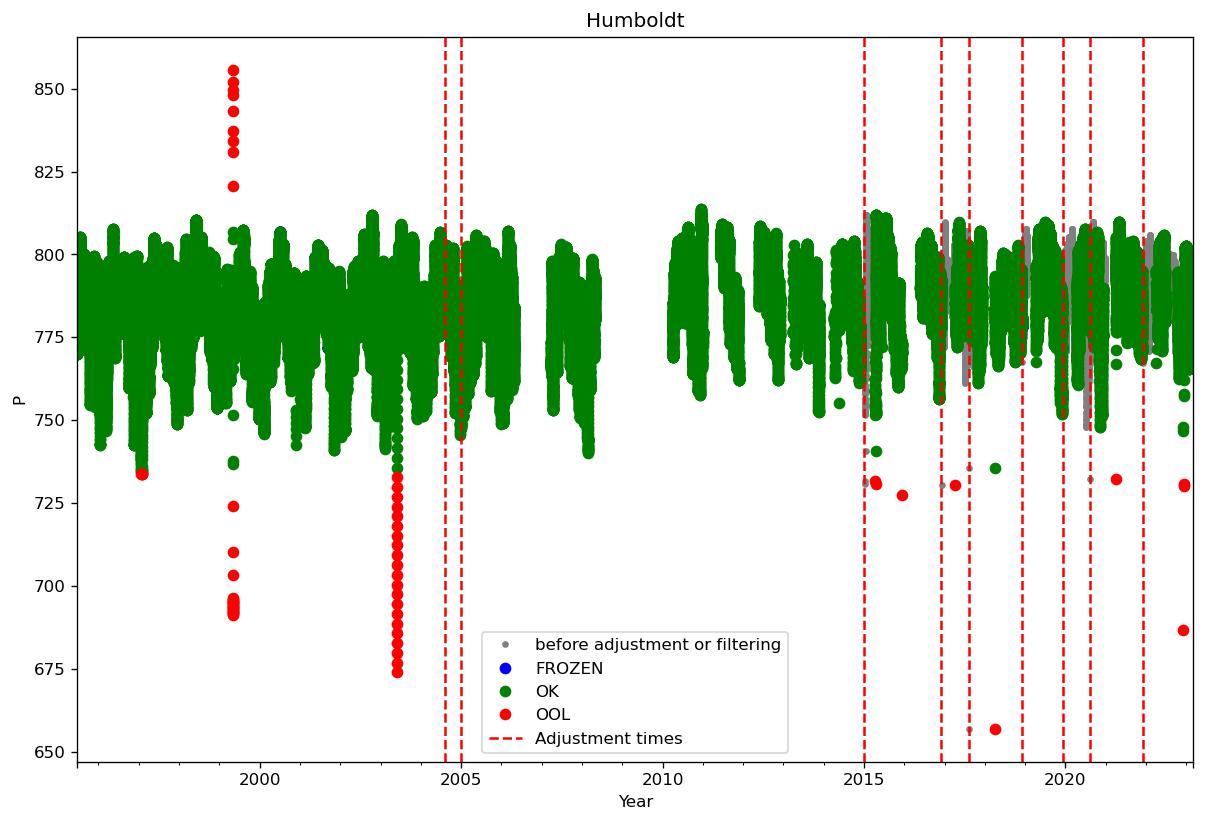 Humboldt
850
825
800
775
750
725
700
675
650
P
before adjustment or filtering
FROZEN
OK
OOL
Adjustment times
2000 2005 2010 2015 2020
Year